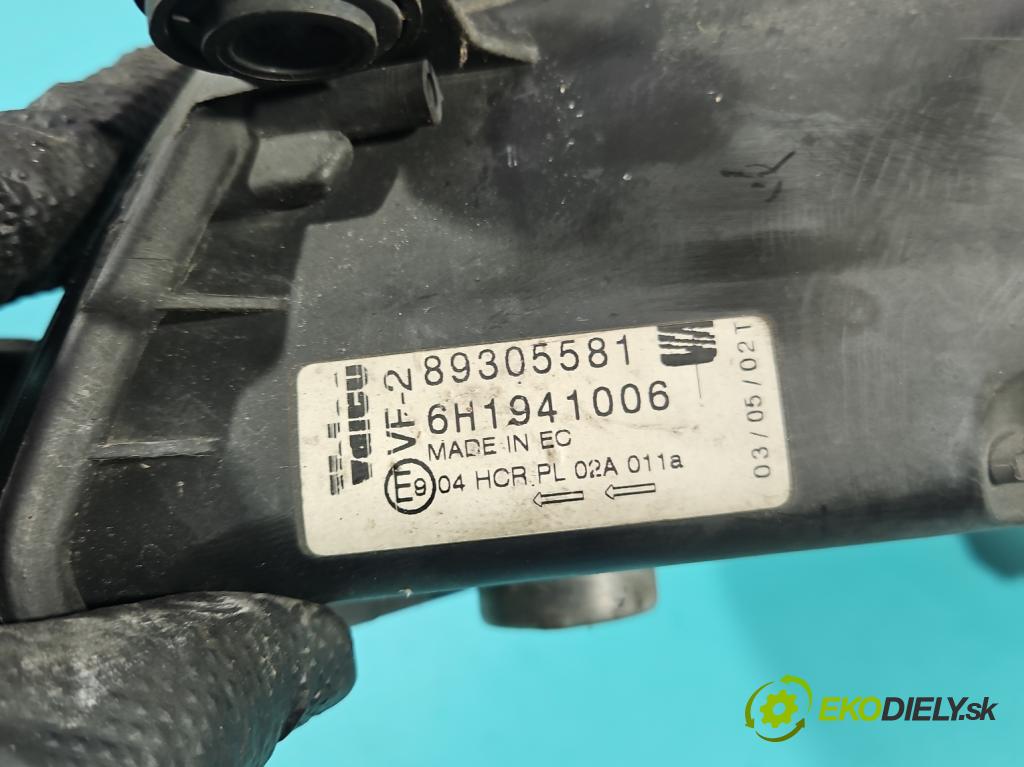 valeo
VF-2
89305581
6H1941006
MADE IN EC
E9 04 HCR PL 02A 011a
03/05/02T
EKODIELY.sk